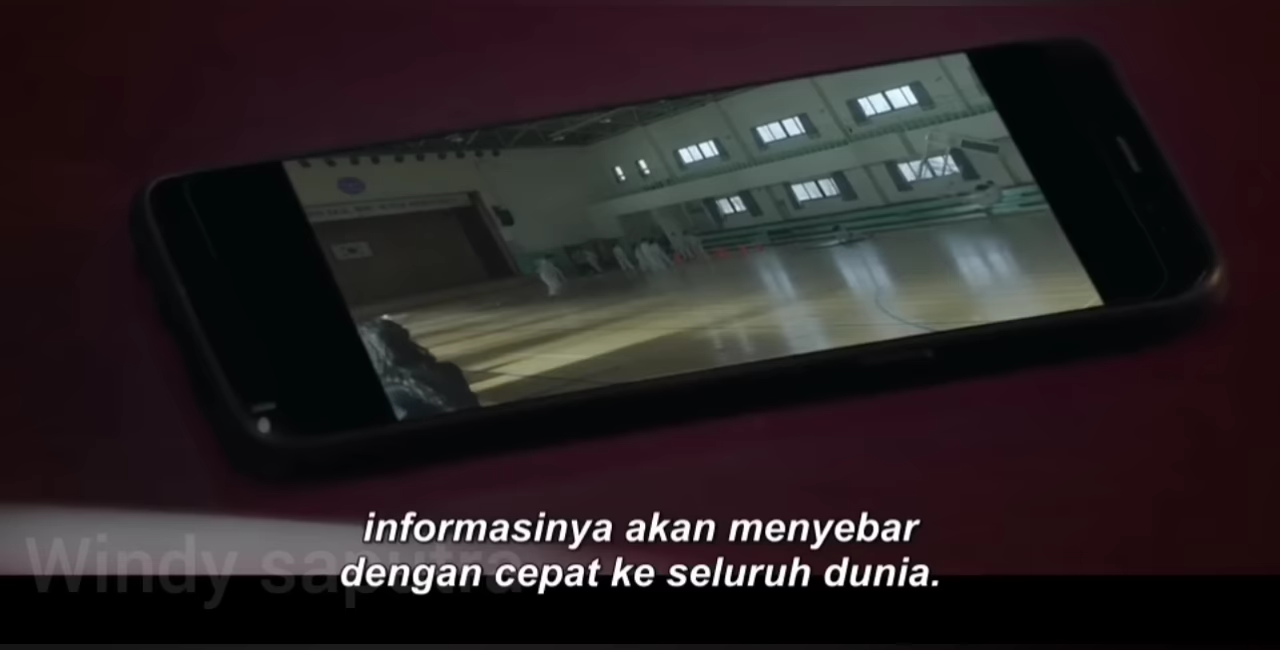 informasinya akan menyebar
dengan cepat ke seluruh dunia.
Windy saputra